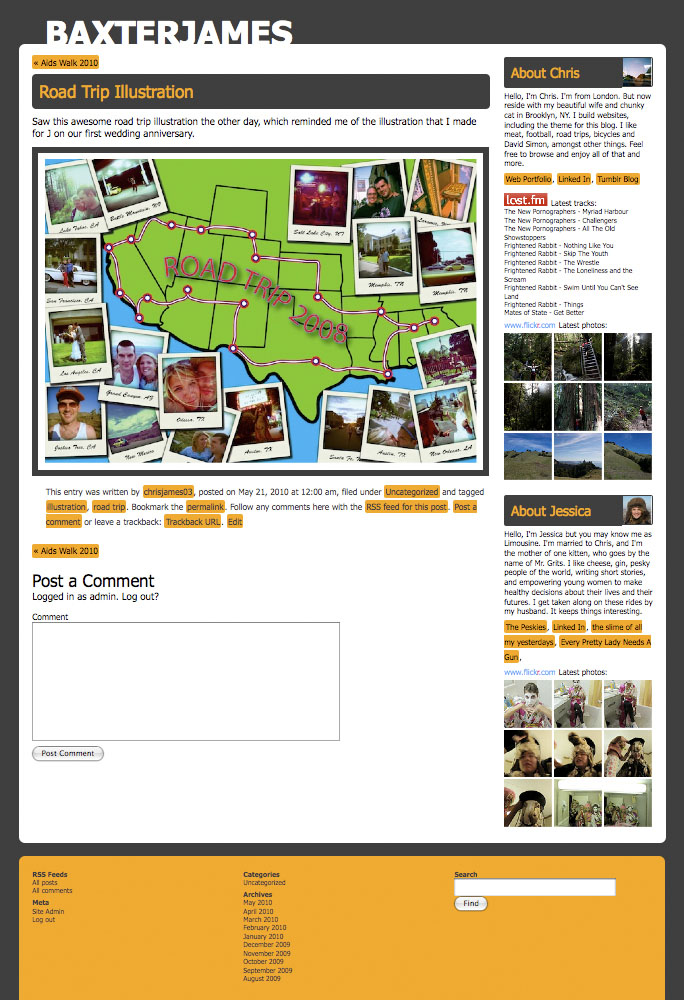 BAXTERJAMES
« Aids Walk 2010
Road Trip Illustration
Saw this awesome road trip illustration the other day, which reminded me of the illustration that I made
for J on our first wedding anniversary.
Lake Tahoe, CA
Battle Mountain, NV
Salt Lake City, NT
Memphis, TN
Memphis, TN
San Francisco, CA
ROAD TRIP 2008
Los Angeles, CA
Grand Canyon, AZ
Odessa, TX
Joshua Tree, CA
New Mexico
Austin, TX
Santa Fe, N
Austin, TX
New Orleans, LA
This entry was written by chrisjames03, posted on May 21, 2010 at 12:00 am, filed under Uncategorized and tagged
illustration, road trip. Bookmark the permalink. Follow any comments here with the RSS feed for this post. Post a
comment or leave a trackback: Trackback URL. Edit
« Aids Walk 2010
Post a Comment
Logged in as admin. Log out?
Comment
Post Comment
About Chris
Hello, I'm Chris. I'm from London. But now
reside with my beautiful wife and chunky
cat in Brooklyn, NY. I build websites,
including the theme for this blog. I like
meat, football, road trips, bicycles and
David Simon, amongst other things. Feel
free to browse and enjoy all of that and
more.
Web Portfolio, Linked In, Tumblr Blog
last.fm Latest tracks:
The New Pornographers - Myriad Harbour
The New Pornographers - Challengers
The New Pornographers - All The Old
Showstoppers
Frightened Rabbit - Nothing Like You
Frightened Rabbit - Skip The Youth
Frightened Rabbit - The Wrestle
Frightened Rabbit - The Loneliness and the
Scream
Frightened Rabbit - Swim Until You Can't See
Land
Frightened Rabbit - Things
Mates of State - Get Better
www.flickr.com Latest photos:
About Jessica
Hello, I'm Jessica but you may know me as
Limousine. I'm married to Chris, and I'm
the mother of one kitten, who goes by the
name of Mr. Grits. I like cheese, gin, pesky
people of the world, writing short stories,
and empowering young women to make
healthy decisions about their lives and their
futures. I get taken along on these rides by
my husband. It keeps things interesting.
The Peskies, Linked In, the slime of all
my yesterdays, Every Pretty Lady Needs A
Gun,
www.flickr.com Latest photos:
RSS Feeds
All posts
All comments
Meta
Site Admin
Log out
Categories
Uncategorized
Archives
May 2010
April 2010
March 2010
February 2010
January 2010
December 2009
November 2009
October 2009
September 2009
August 2009
Search
Find